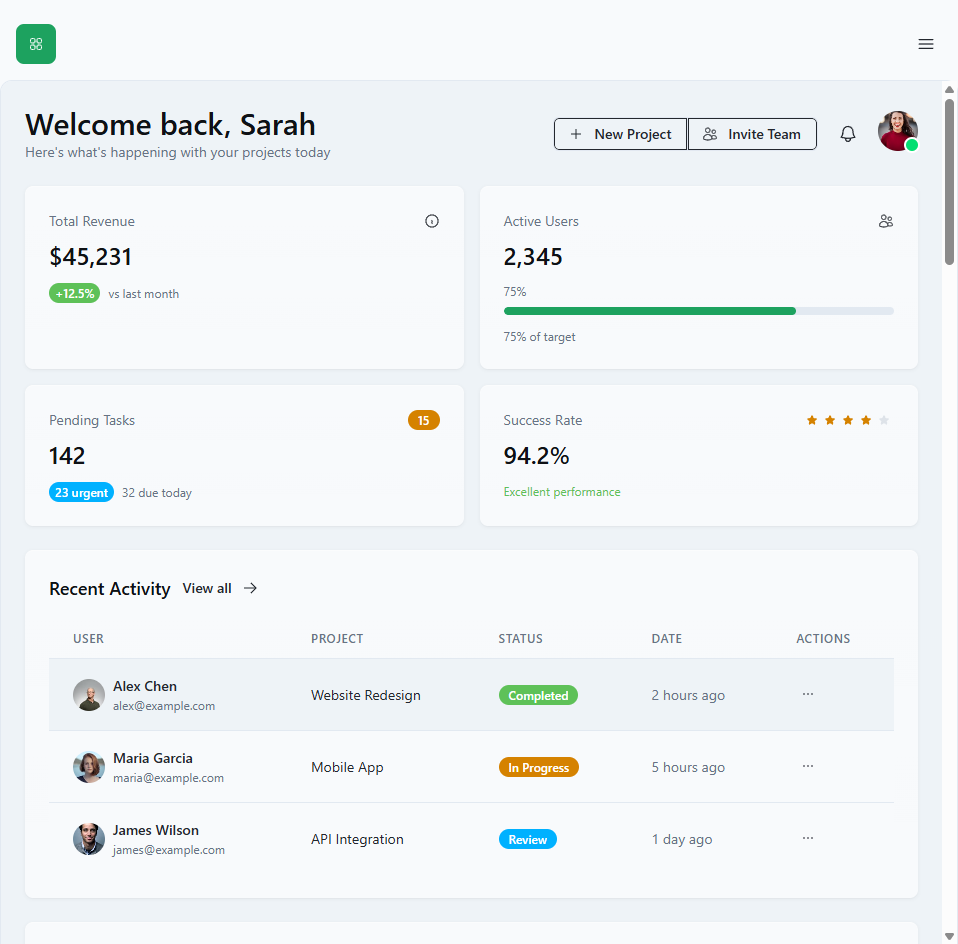 Welcome back, Sarah
Here's what's happening with your projects today
New Project
Invite Team
Total Revenue
$45,231
+12.5% vs last month
Active Users
2,345
75%
75% of target
Pending Tasks
15
142
23 urgent 32 due today
Success Rate
94.2%
Excellent performance
Recent Activity View all
USER PROJECT STATUS DATE ACTIONS
Alex Chen
alex@example.com
Website Redesign
Completed
2 hours ago
Maria Garcia
maria@example.com
Mobile App
In Progress
5 hours ago
James Wilson
james@example.com
API Integration
Review
1 day ago